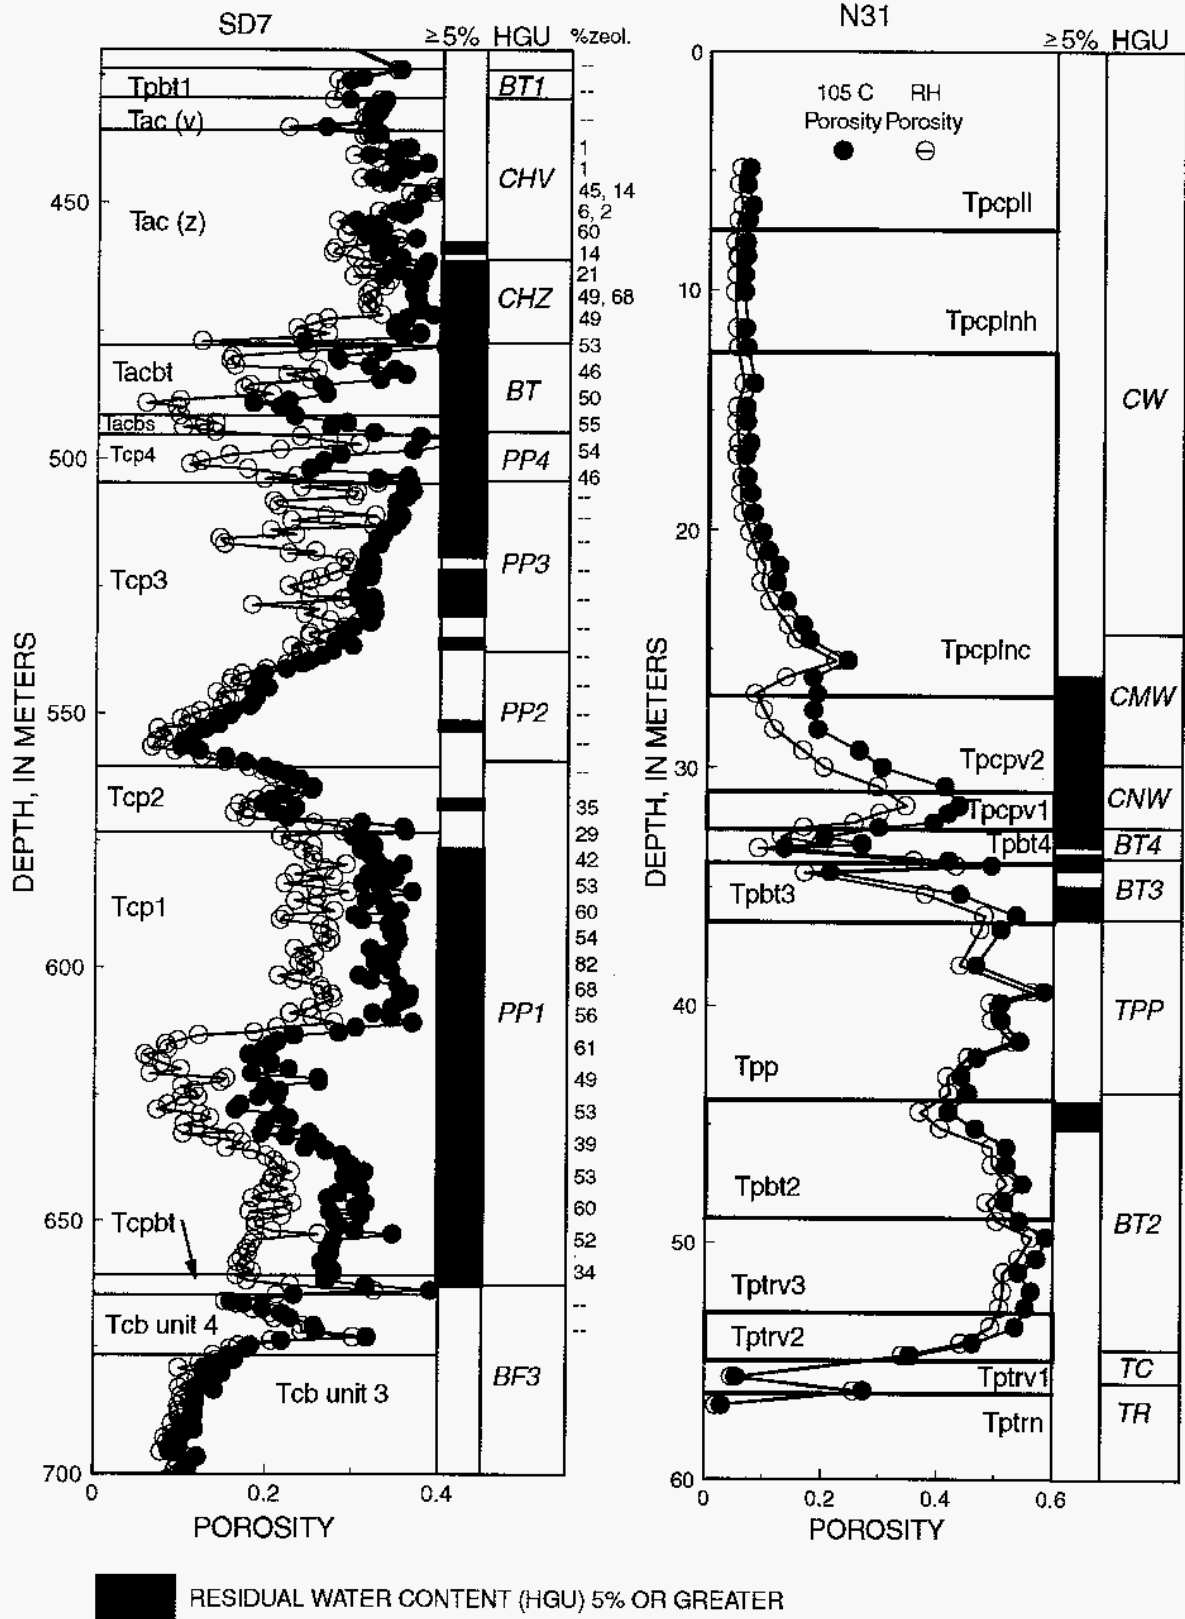 SD7
≥5% HGU %zeol.
Tpbt1
Tac (v)
Tac (z)
Tacbt
Tacbs
Tcp4
Tcp3
Tcp2
Tcp1
Tcpbt
Tcb unit 4
Tcb unit 3
BT1
CHV
CHZ
BT
PP4
PP3
PP2
PP1
BF3
--
--
--
1
1
45, 14
6, 2
60
14
21
49, 68
49
53
46
50
55
54
46
--
--
--
--
--
--
--
--
--
--
35
29
42
53
60
54
82
68
56
61
49
53
39
53
60
52
34
--
--
450
500
550
600
650
700
DEPTH, IN METERS
0 0.2 0.4
POROSITY
N31
≥5% HGU
105 C RH
Porosity Porosity
Tpcpll
Tpcplnh
Tpcplnc
Tpcpv2
Tpcpv1
Tpbt4
Tpbt3
Tpp
Tpbt2
Tptrv3
Tptrv2
Tptrv1
Tptrn
CW
CMW
CNW
BT4
BT3
TPP
BT2
TC
TR
0
10
20
30
40
50
60
DEPTH, IN METERS
0 0.2 0.4 0.6
POROSITY
RESIDUAL WATER CONTENT (HGU) 5% OR GREATER